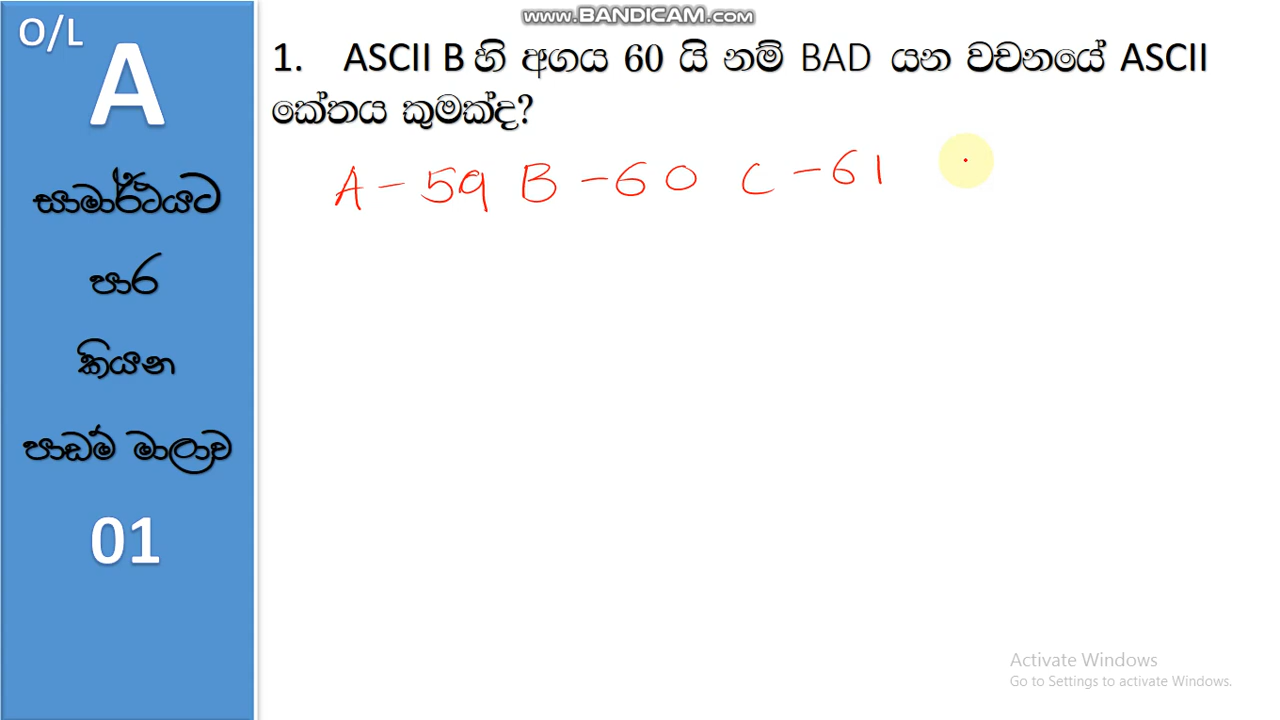 www.BANDICAM.com
O/L
A
සාමාර්ථයට
පාර
කියන
පාඩම් මාලාව
01
1. ASCII B හි අගය 60 යි නම් BAD යන වචනයේ ASCII
කේතය කුමක්ද?
A - 59 B - 60 C - 61
Activate Windows
Go to Settings to activate Windows.